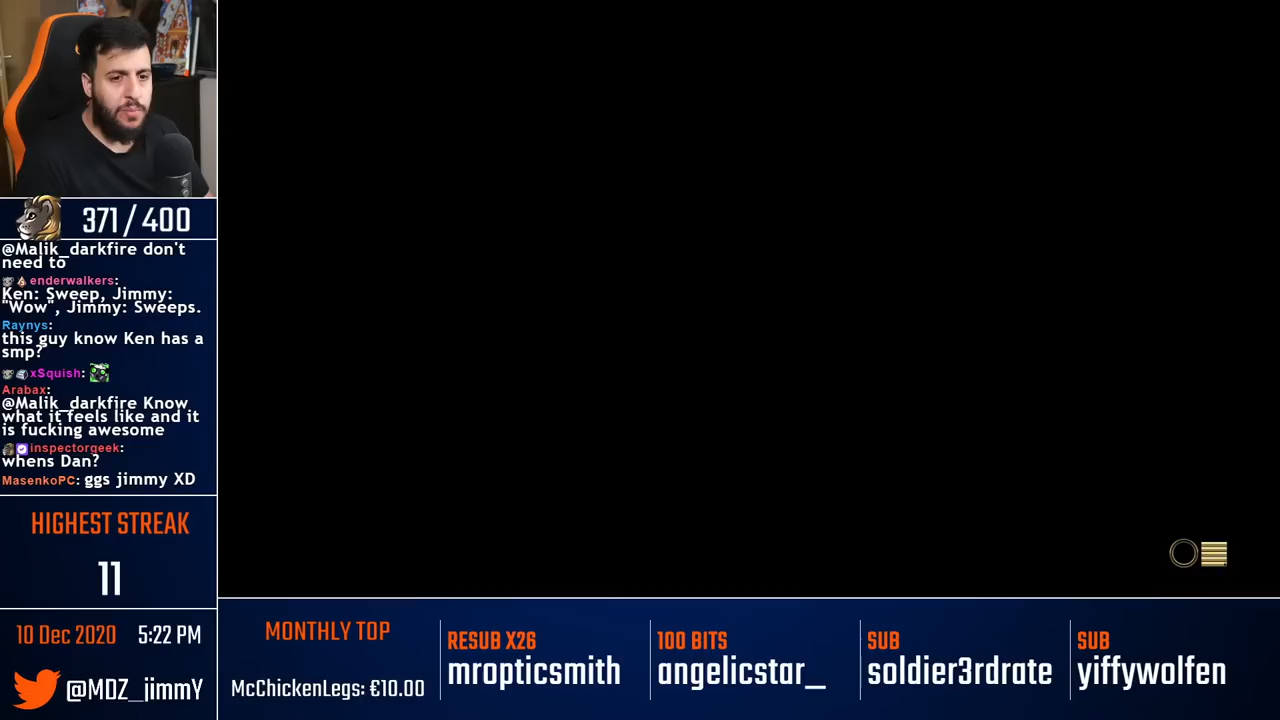 371 / 400
@Malik_darkfire don't
need to
enderwalkers:
Ken: Sweep, Jimmy:
"Wow", Jimmy: Sweeps.
Raynys:
this guy know Ken has a
smp?
xSquish:
Arabax:
@Malik_darkfire Know
what it feels like and it
is fucking awesome
inspectorgeek:
whens Dan?
MasenkoPC: ggs jimmy XD
HIGHEST STREAK
11
10 Dec 2020 5:22 PM
@MDZ_jimmY
MONTHLY TOP
McChickenLegs: €10.00
RESUB X26
mropticsmith
100 BITS
angelicstar_
SUB
soldier3rdrate
SUB
yiffywolfen